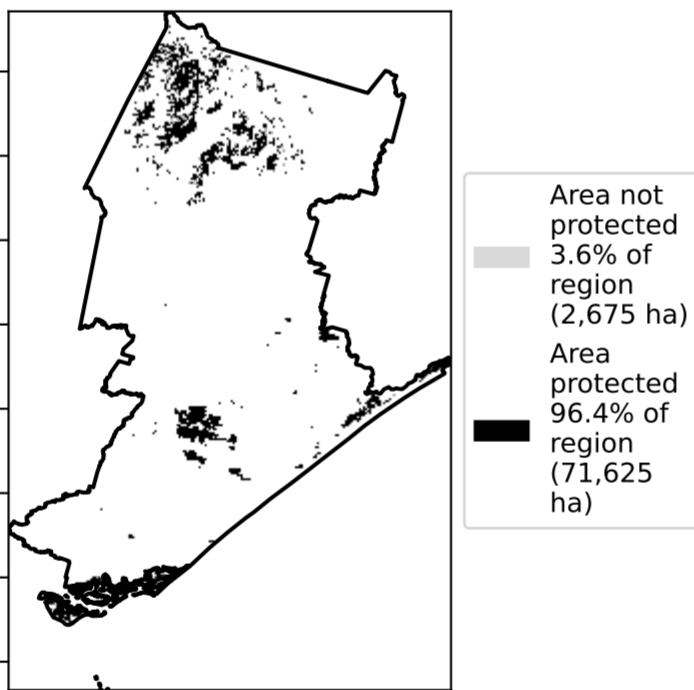 Area not
protected
3.6% of
region
(2,675 ha)
Area
protected
96.4% of
region
(71,625
ha)